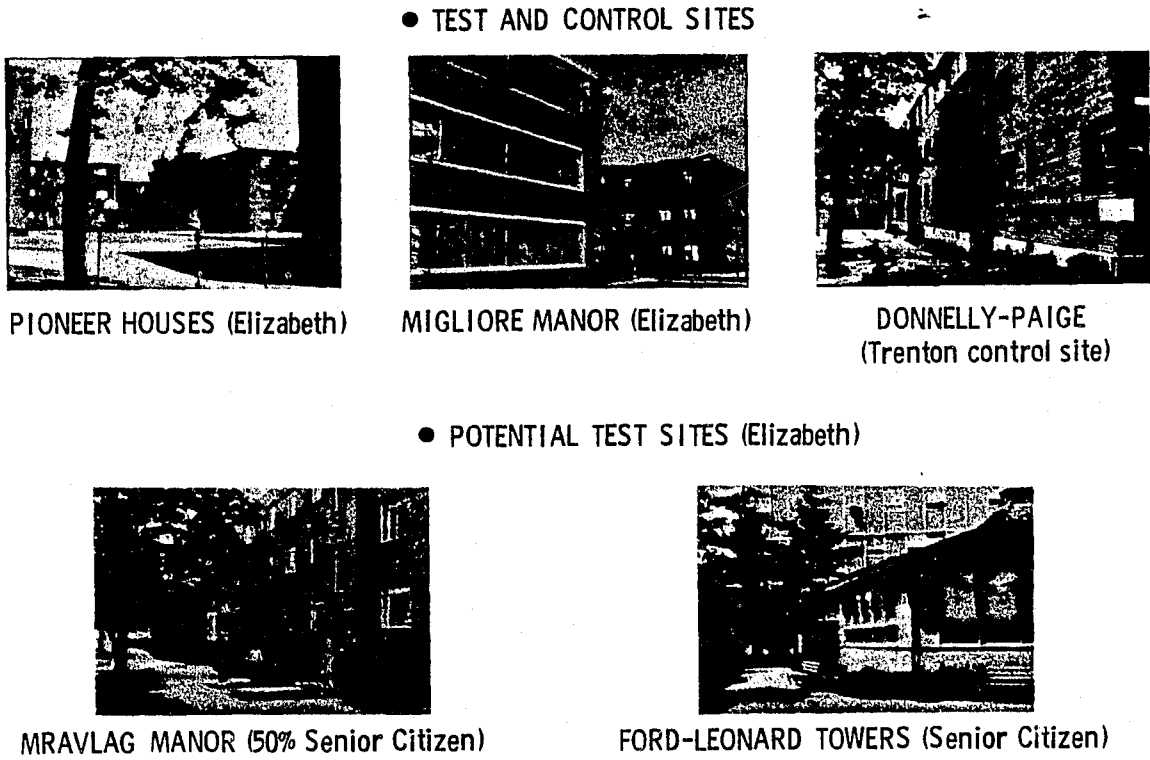 ● TEST AND CONTROL SITES
PIONEER HOUSES (Elizabeth)
MIGLIORE MANOR (Elizabeth)
DONNELLY-PAIGE
(Trenton control site)
● POTENTIAL TEST SITES (Elizabeth)
MRAVLAG MANOR (50% Senior Citizen)
FORD-LEONARD TOWERS (Senior Citizen)